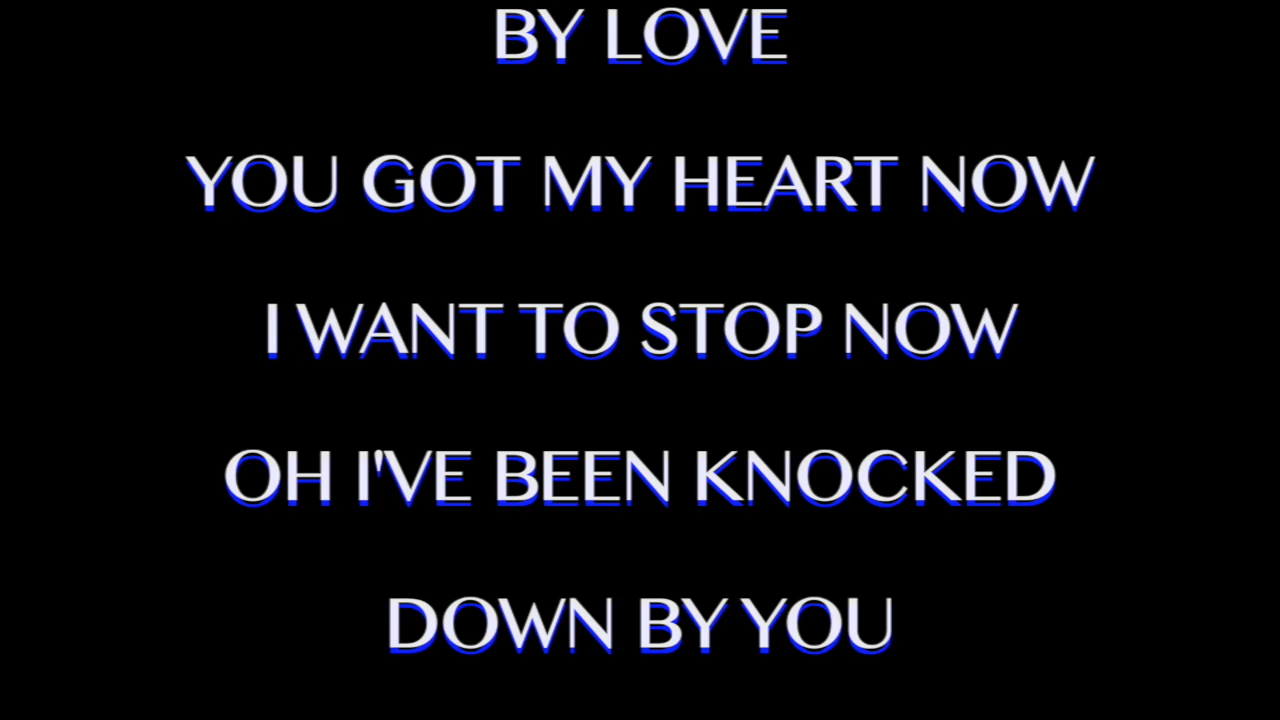 BY LOVE
YOU GOT MY HEART NOW
I WANT TO STOP NOW
OH I'VE BEEN KNOCKED
DOWN BY YOU